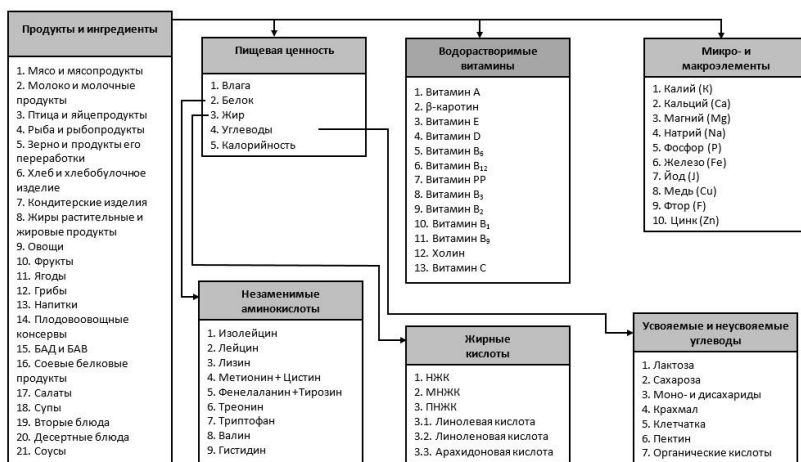 Продукты и ингредиенты
1. Мясо и мясопродукты
2. Молоко и молочные
продукты
3. Птица и яйцепродукты
4. Рыба и рыбопродукты
5. Зерно и продукты его
переработки
6. Хлеб и хлебобулочное
изделие
7. Кондитерские изделия
8. Жиры растительные и
жировые продукты
9. Овощи
10. Фрукты
11. Ягоды
12. Грибы
13. Напитки
14. Плодовоовощные
консервы
15. БАД и БАВ
16. Соевые белковые
продукты
17. Салаты
18. Супы
19. Вторые блюда
20. Десертные блюда
21. Соусы
Пищевая ценность
1. Влага
2. Белок
3. Жир
4. Углеводы
5. Калорийность
Водорастворимые
витамины
1. Витамин А
2. β-каротин
3. Витамин Е
4. Витамин D
5. Витамин B₆
6. Витамин B₁₂
7. Витамин РР
8. Витамин B₃
9. Витамин B₂
10. Витамин B₁
11. Витамин B₉
12. Холин
13. Витамин С
Микро- и
макроэлементы
1. Калий (К)
2. Кальций (Ca)
3. Магний (Mg)
4. Натрий (Na)
5. Фосфор (Р)
6. Железо (Fe)
7. Йод (J)
8. Медь (Cu)
9. Фтор (F)
10. Цинк (Zn)
Незаменимые
аминокислоты
1. Изолейцин
2. Лейцин
3. Лизин
4. Метионин + Цистин
5. Фенелаланин +Тирозин
6. Треонин
7. Триптофан
8. Валин
9. Гистидин
Жирные
кислоты
1. НЖК
2. МНЖК
3. ПНЖК
3.1. Линолевая кислота
3.2. Линоленовая кислота
3.3. Арахидоновая кислота
Усвояемые и неусвояемые
углеводы
1. Лактоза
2. Сахароза
3. Моно- и дисахариды
4. Крахмал
5. Клетчатка
6. Пектин
7. Органические кислоты